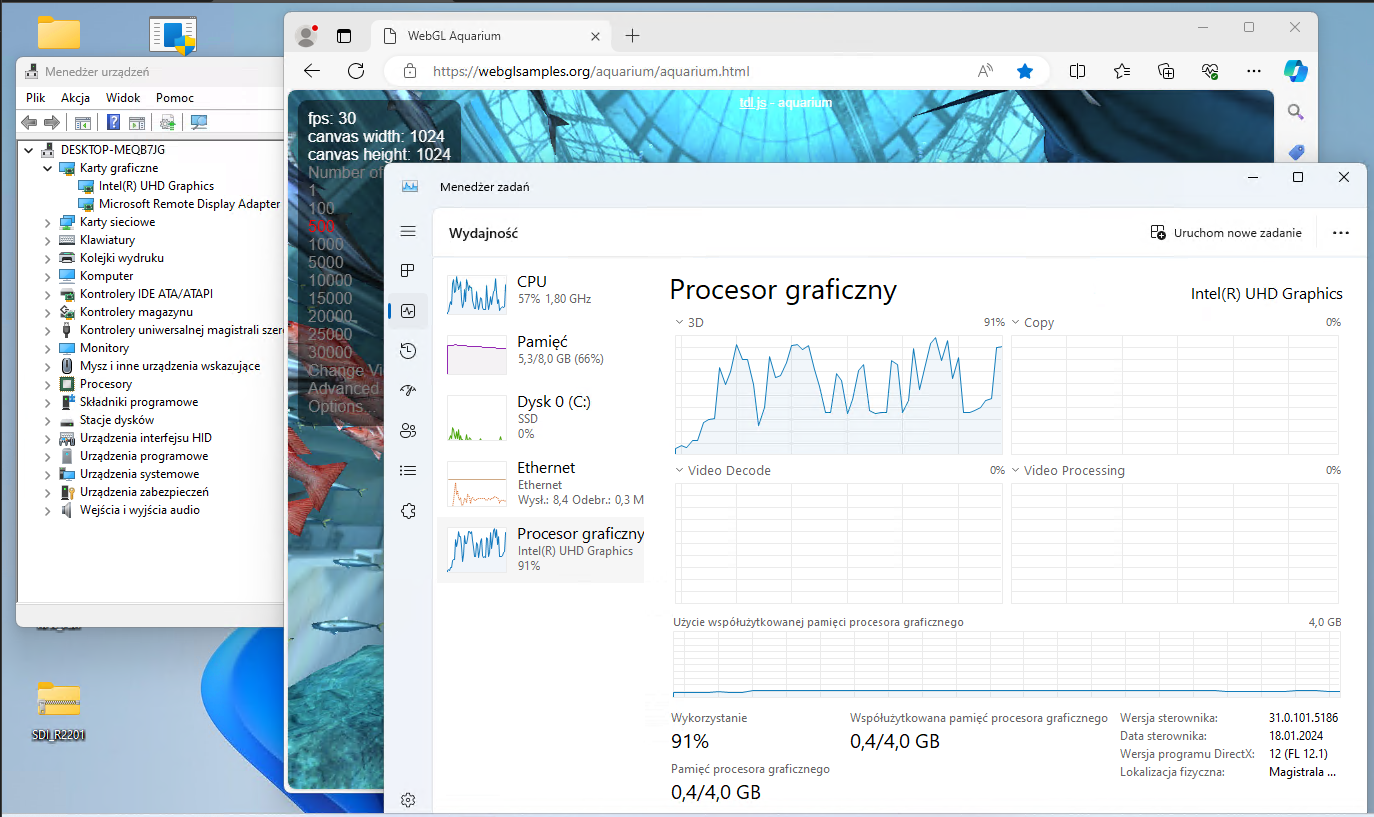 WebGL Aquarium
https://webglsamples.org/aquarium/aquarium.html
tdl.js - aquarium
fps: 30
canvas width: 1024
canvas height: 1024
Number of
1
100
500
1000
5000
10000
15000
20000
25000
30000
Change Vi
Advanced
Options...
Menedżer urządzeń
Plik Akcja Widok Pomoc
DESKTOP-MEQB7JG
Karty graficzne
Intel(R) UHD Graphics
Microsoft Remote Display Adapter
Karty sieciowe
Klawiatury
Kolejki wydruku
Komputer
Kontrolery IDE ATA/ATAPI
Kontrolery magazynu
Kontrolery uniwersalnej magistrali szer
Monitory
Mysz i inne urządzenia wskazujące
Procesory
Składniki programowe
Stacje dysków
Urządzenia interfejsu HID
Urządzenia programowe
Urządzenia systemowe
Urządzenia zabezpieczeń
Wejścia i wyjścia audio
SDI_R2201
Menedżer zadań
Wydajność
Uruchom nowe zadanie
CPU
57% 1,80 GHz
Pamięć
5,3/8,0 GB (66%)
Dysk 0 (C:)
SSD
0%
Ethernet
Ethernet
Wysł.: 8,4 Odebr.: 0,3 M
Procesor graficzny
Intel(R) UHD Graphics
91%
Procesor graficzny
Intel(R) UHD Graphics
3D 91%
Copy 0%
Video Decode 0%
Video Processing 0%
Użycie współużytkowanej pamięci procesora graficznego 4,0 GB
Wykorzystanie
91%
Współużytkowana pamięć procesora graficznego
0,4/4,0 GB
Pamięć procesora graficznego
0,4/4,0 GB
Wersja sterownika: 31.0.101.5186
Data sterownika: 18.01.2024
Wersja programu DirectX: 12 (FL 12.1)
Lokalizacja fizyczna: Magistrala ...